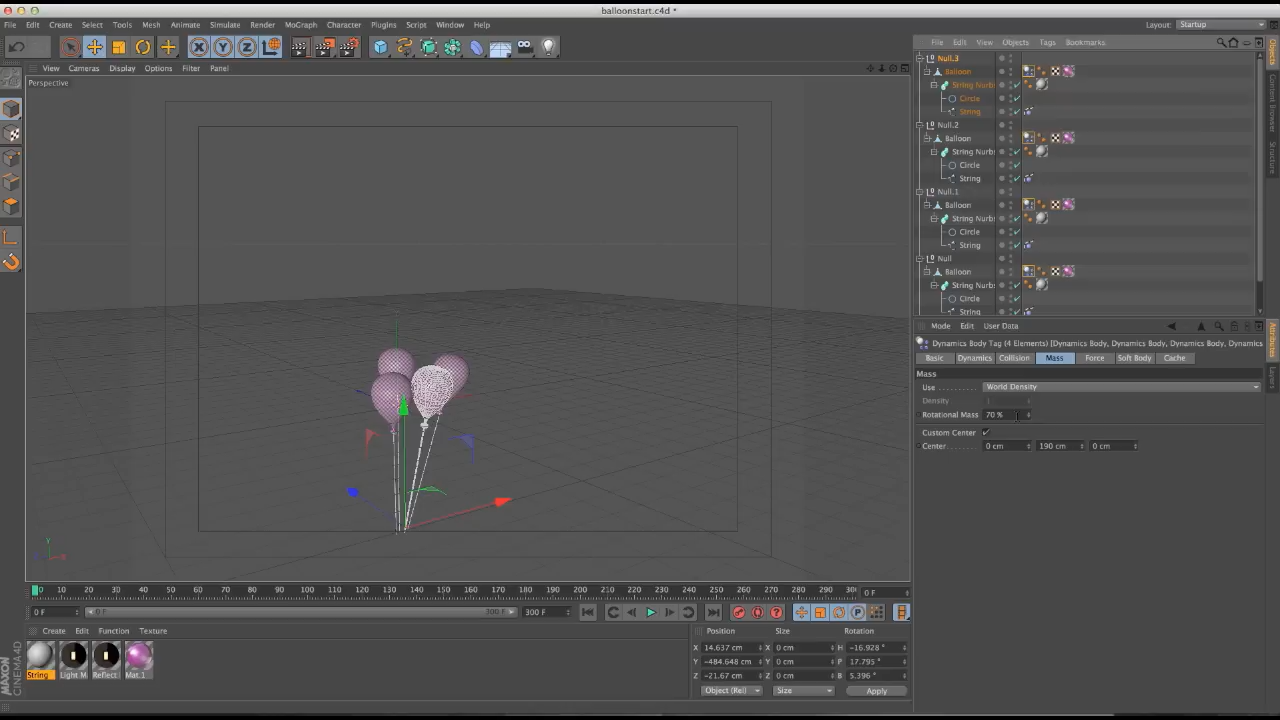 balloonstart.c4d *
File Edit Create Select Tools Mesh Animate Simulate Render MoGraph Character Plugins Script Window Help
Layout: Startup
View Cameras Display Options Filter Panel
Perspective
File Edit View Objects Tags Bookmarks
Null.3
Balloon
String Nurbs
Circle
String
Null.2
Balloon
String Nurbs
Circle
String
Null.1
Balloon
String Nurbs
Circle
String
Null
Balloon
String Nurbs
Circle
String
Objects
Content Browser
Structure
Mode Edit User Data
Dynamics Body Tag (4 Elements) [Dynamics Body, Dynamics Body, Dynamics Body, Dynamics
Basic Dynamics Collision Mass Force Soft Body Cache
Mass
Use World Density
Density 1
Rotational Mass 70 %
Custom Center
Center 0 cm 190 cm 0 cm
Attributes
Layers
0 10 20 30 40 50 60 70 80 90 100 110 120 130 140 150 160 170 180 190 200 210 220 230 240 250 260 270 280 290 300 0 F
0 F 0 F 300 F 300 F
Create Edit Function Texture
String Light M Reflect Mat.1
Position Size Rotation
X 14.637 cm X 0 cm H -16.928 °
Y -484.648 cm Y 0 cm P 17.795 °
Z -21.67 cm Z 0 cm B 5.396 °
Object (Rel) Size Apply
MAXON CINEMA 4D